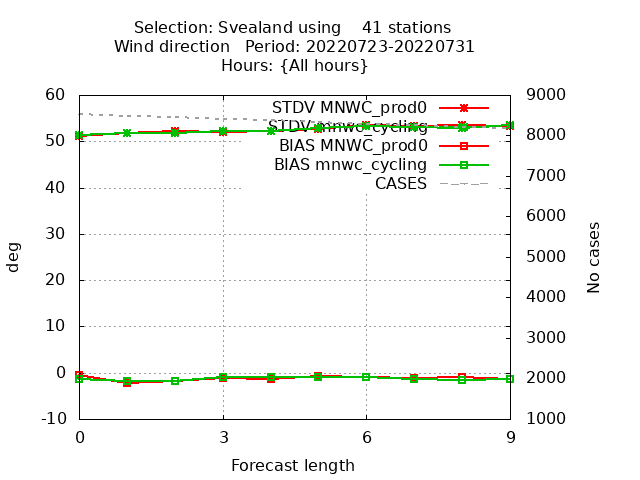 Selection: Svealand using    41 stations
Wind direction   Period: 20220723-20220731
Hours: {All hours}
60
50
40
30
20
10
0
-10
deg
STDV MNWC_prod0
STDV mnwc_cycling
BIAS MNWC_prod0
BIAS mnwc_cycling
CASES
9000
8000
7000
6000
5000
4000
3000
2000
1000
No cases
0 3 6 9
Forecast length